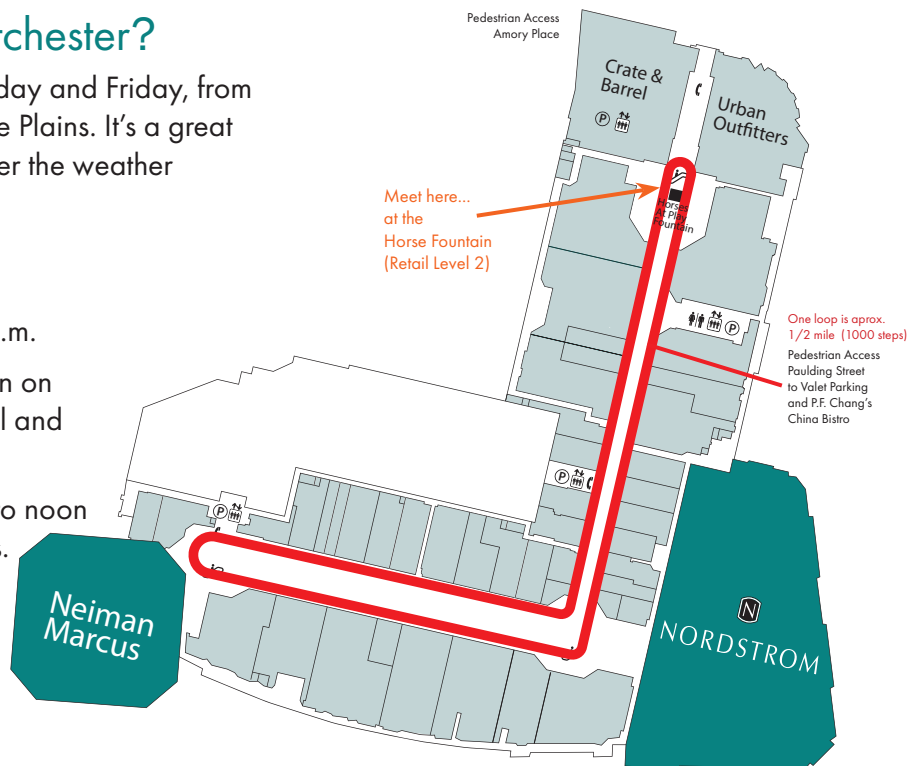 rchester?
day and Friday, from
e Plains. It's a great
er the weather
.m.
n on
l and
o noon
s.
Pedestrian Access
Amory Place
Crate &
Barrel
P
Urban
Outfitters
Meet here...
at the
Horse Fountain
(Retail Level 2)
Horses
At Play
Fountain
P
One loop is aprox.
1/2 mile (1000 steps)
Pedestrian Access
Paulding Street
to Valet Parking
and P.F. Chang's
China Bistro
P
P
Neiman
Marcus
N
NORDSTROM